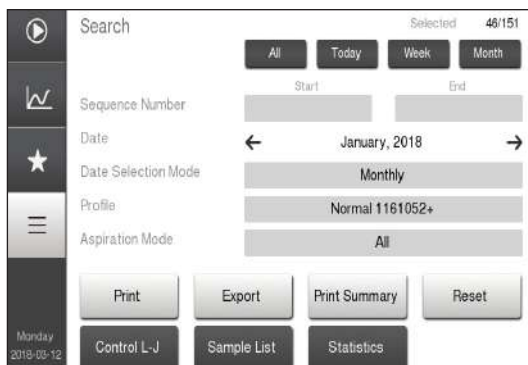 Search
Selected 46/151
All Today Week Month
Start End
Sequence Number
Date ← January, 2018 →
Date Selection Mode Monthly
Profile Normal 1161052+
Aspiration Mode All
Print Export Print Summary Reset
Monday
2018-03-12
Control L-J Sample List Statistics